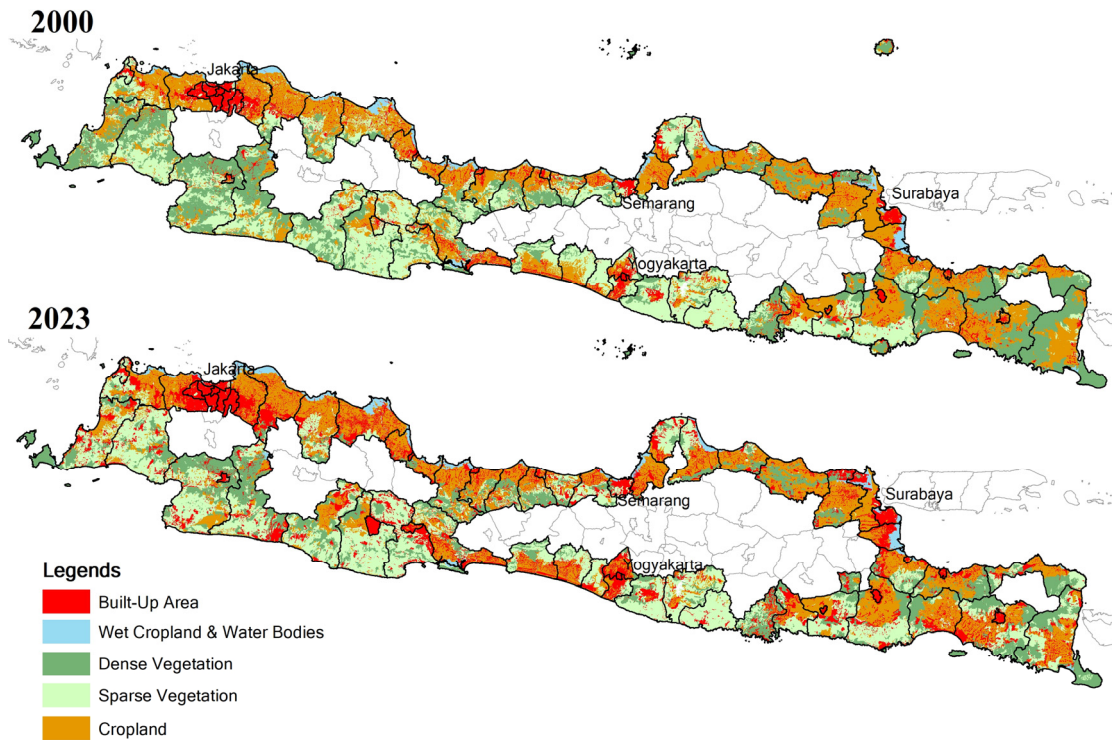 2000
Jakarta
Semarang
Surabaya
Yogyakarta
2023
Jakarta
Semarang
Surabaya
Yogyakarta
Legends
Built-Up Area
Wet Cropland & Water Bodies
Dense Vegetation
Sparse Vegetation
Cropland